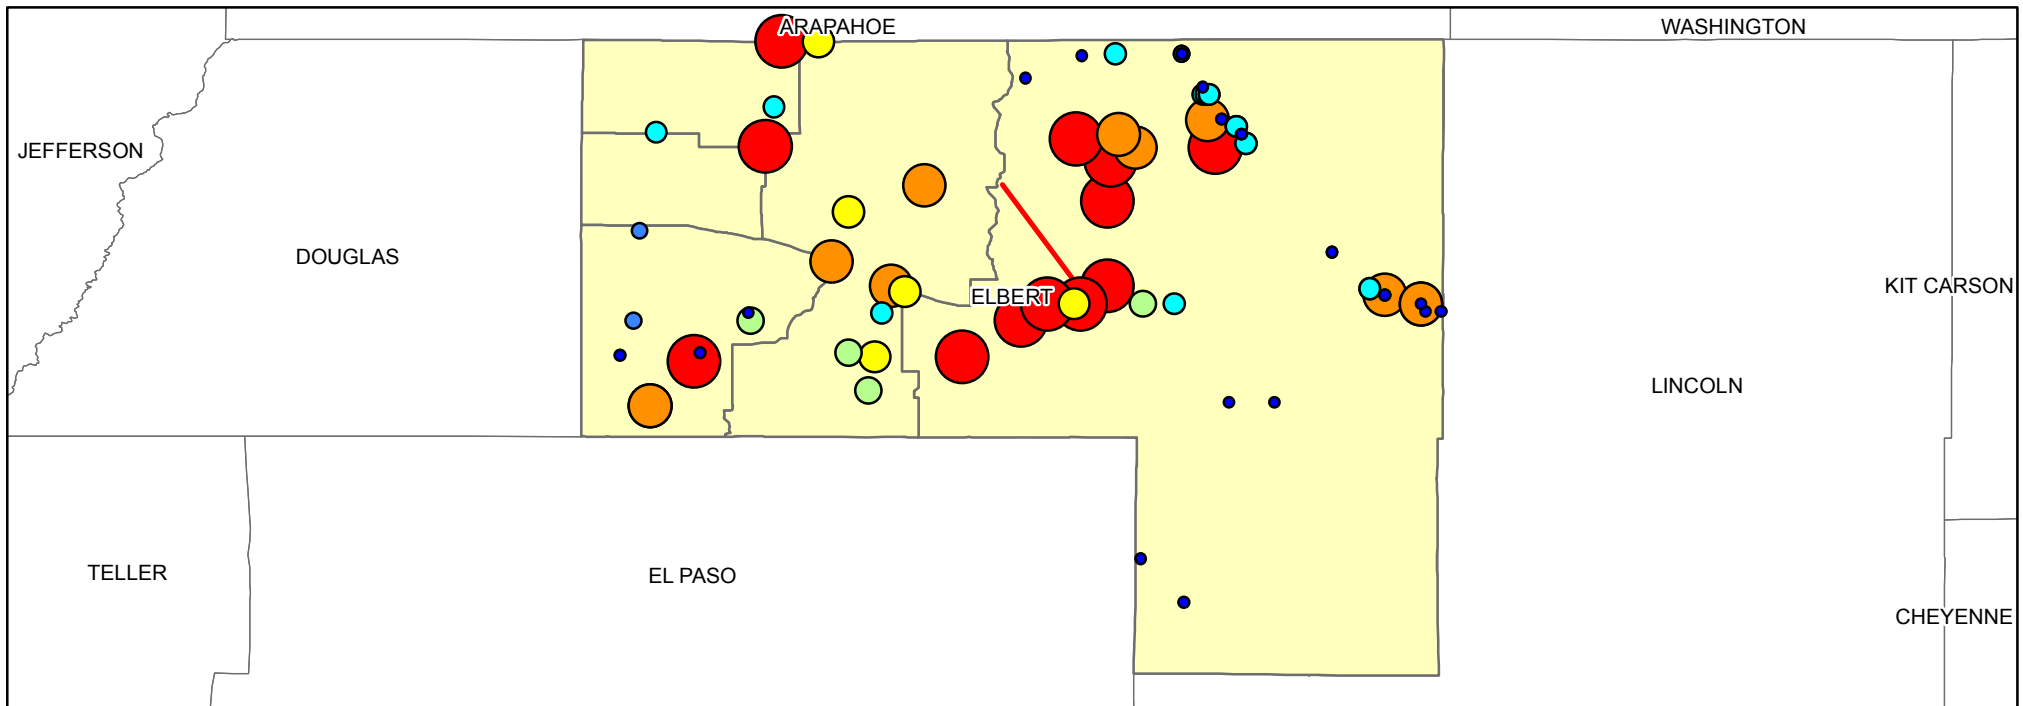 ARAPAHOE
WASHINGTON
JEFFERSON
DOUGLAS
KIT CARSON
ELBERT
LINCOLN
TELLER
EL PASO
CHEYENNE